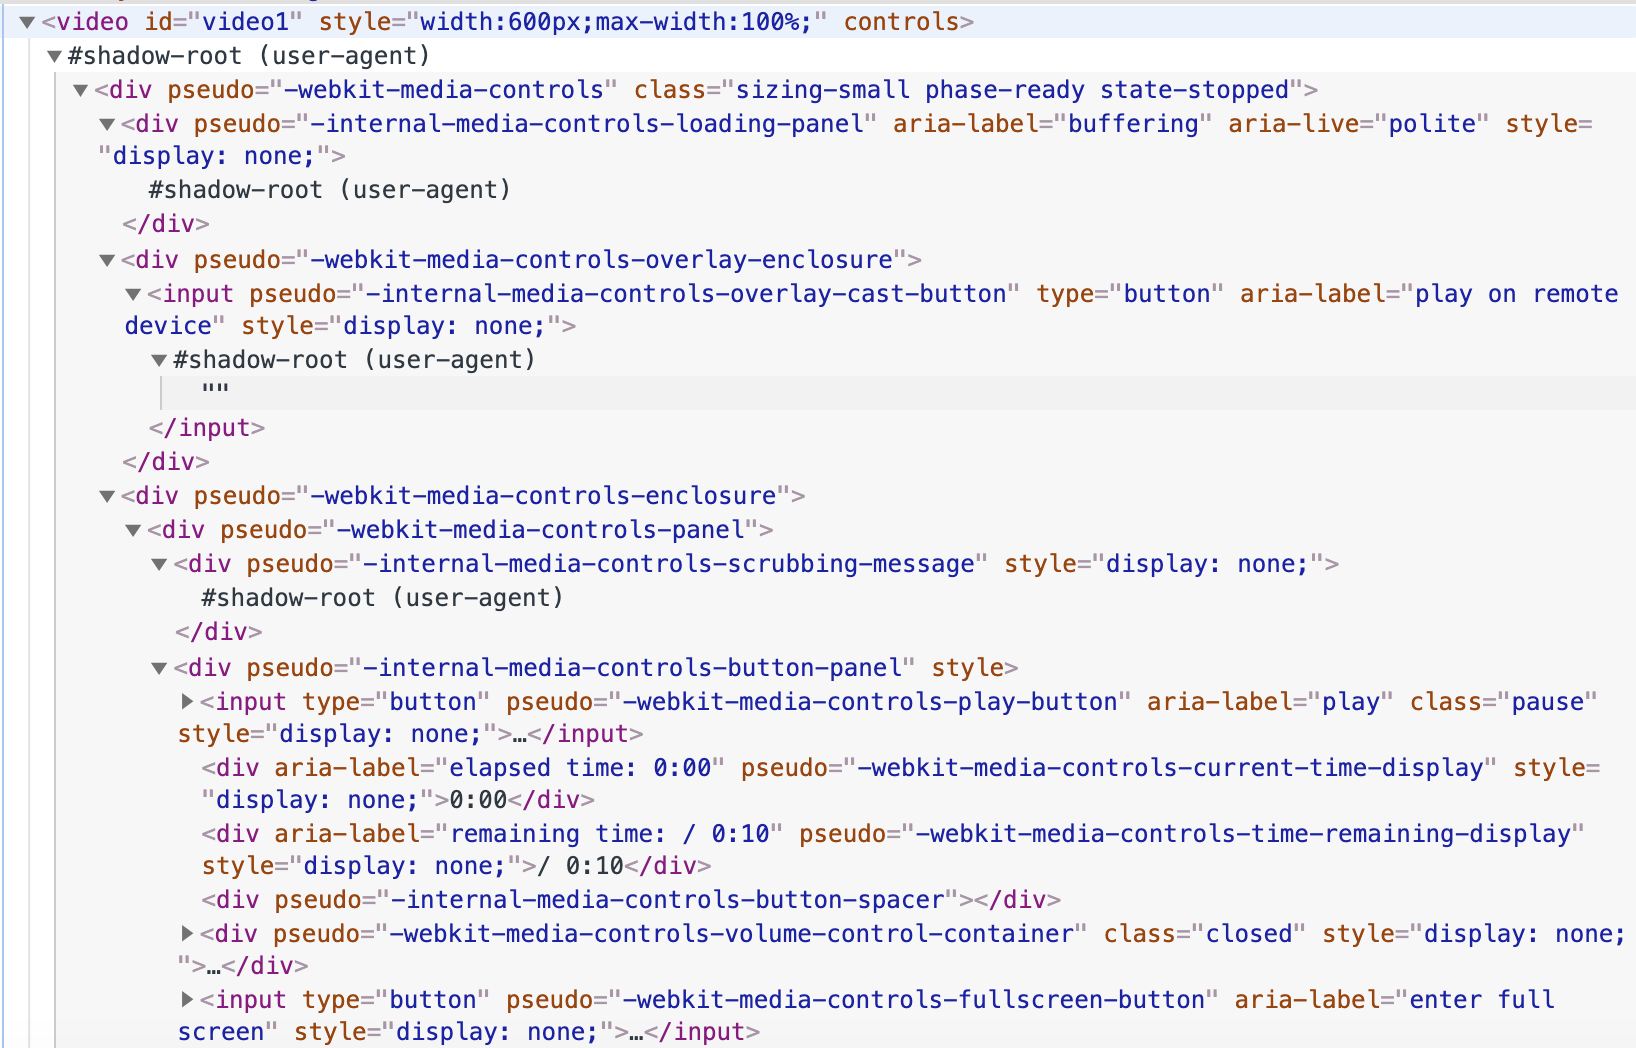 <video id="video1" style="width:600px;max-width:100%;" controls>
#shadow-root (user-agent)
<div pseudo="-webkit-media-controls" class="sizing-small phase-ready state-stopped">
<div pseudo="-internal-media-controls-loading-panel" aria-label="buffering" aria-live="polite" style=
"display: none;">
#shadow-root (user-agent)
</div>
<div pseudo="-webkit-media-controls-overlay-enclosure">
<input pseudo="-internal-media-controls-overlay-cast-button" type="button" aria-label="play on remote
device" style="display: none;">
#shadow-root (user-agent)
""
</input>
</div>
<div pseudo="-webkit-media-controls-enclosure">
<div pseudo="-webkit-media-controls-panel">
<div pseudo="-internal-media-controls-scrubbing-message" style="display: none;">
#shadow-root (user-agent)
</div>
<div pseudo="-internal-media-controls-button-panel" style>
<input type="button" pseudo="-webkit-media-controls-play-button" aria-label="play" class="pause"
style="display: none;">…</input>
<div aria-label="elapsed time: 0:00" pseudo="-webkit-media-controls-current-time-display" style=
"display: none;">0:00</div>
<div aria-label="remaining time: / 0:10" pseudo="-webkit-media-controls-time-remaining-display"
style="display: none;">/ 0:10</div>
<div pseudo="-internal-media-controls-button-spacer"></div>
<div pseudo="-webkit-media-controls-volume-control-container" class="closed" style="display: none;
">…</div>
<input type="button" pseudo="-webkit-media-controls-fullscreen-button" aria-label="enter full
screen" style="display: none;">…</input>